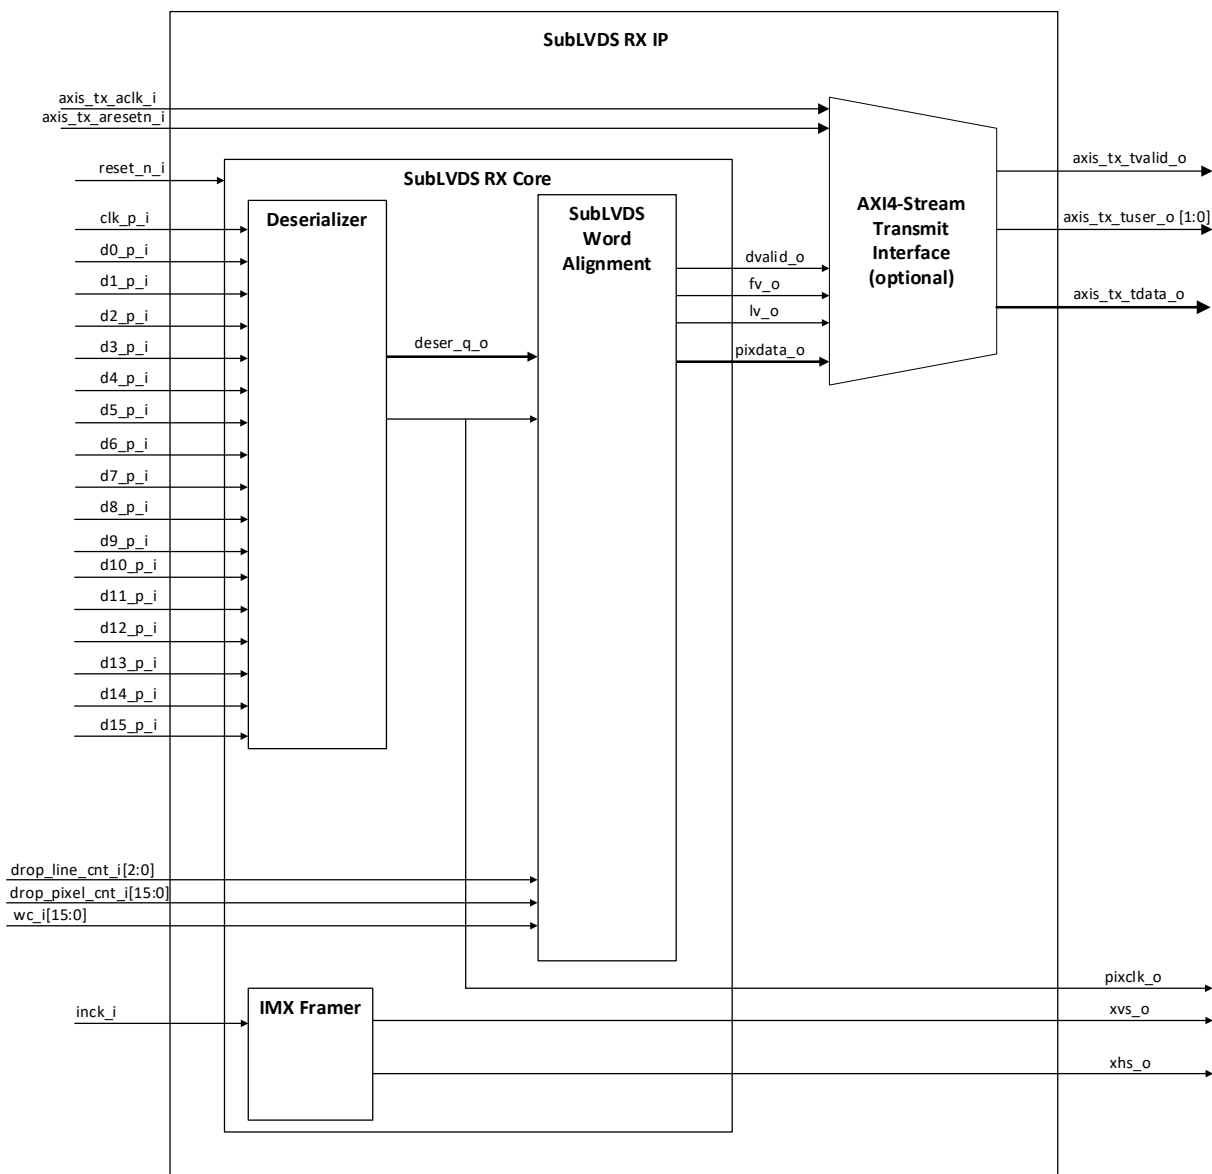 SubLVDS RX IP
axis_tx_aclk_i
axis_tx_aresetn_i
reset_n_i
SubLVDS RX Core
clk_p_i
d0_p_i
d1_p_i
d2_p_i
d3_p_i
d4_p_i
d5_p_i
d6_p_i
d7_p_i
d8_p_i
d9_p_i
d10_p_i
d11_p_i
d12_p_i
d13_p_i
d14_p_i
d15_p_i
Deserializer
deser_q_o
SubLVDS
Word
Alignment
dvalid_o
fv_o
lv_o
pixdata_o
AXI4-Stream
Transmit
Interface
(optional)
axis_tx_tvalid_o
axis_tx_tuser_o [1:0]
axis_tx_tdata_o
drop_line_cnt_i[2:0]
drop_pixel_cnt_i[15:0]
wc_i[15:0]
inck_i
IMX Framer
pixclk_o
xvs_o
xhs_o